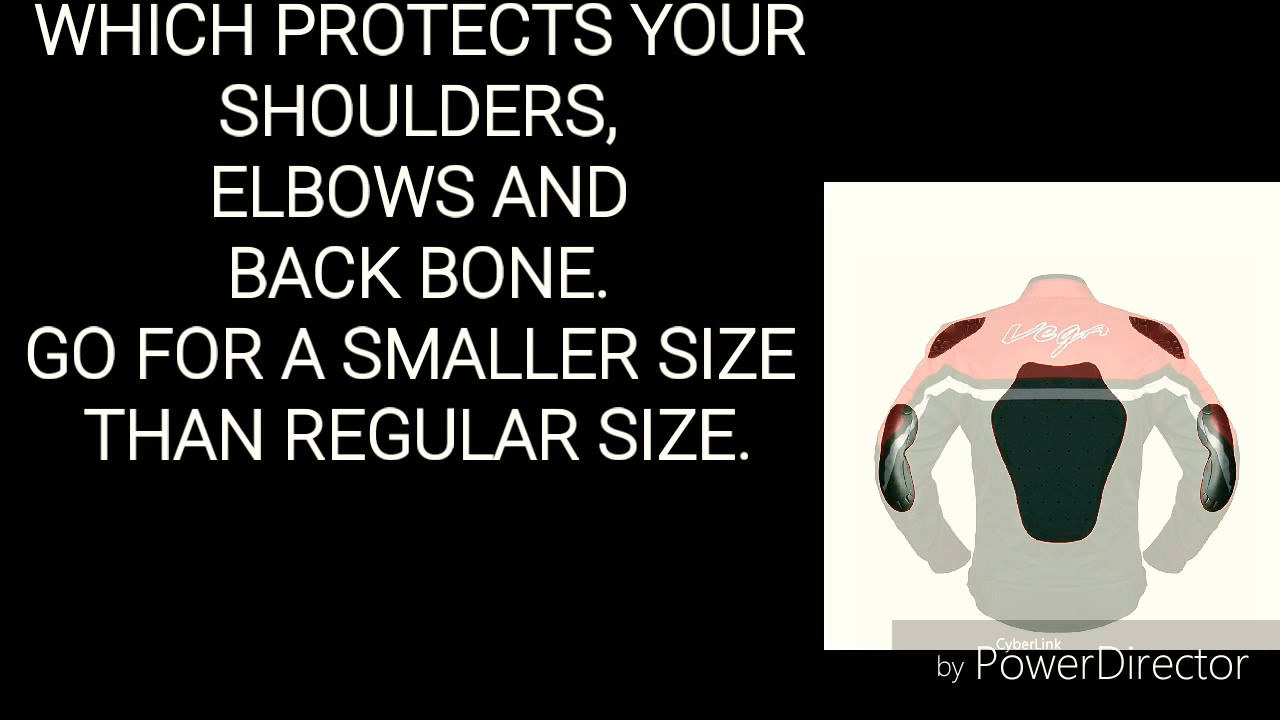 WHICH PROTECTS YOUR
SHOULDERS,
ELBOWS AND
BACK BONE.
GO FOR A SMALLER SIZE
THAN REGULAR SIZE.
Vega
CyberLink
by PowerDirector